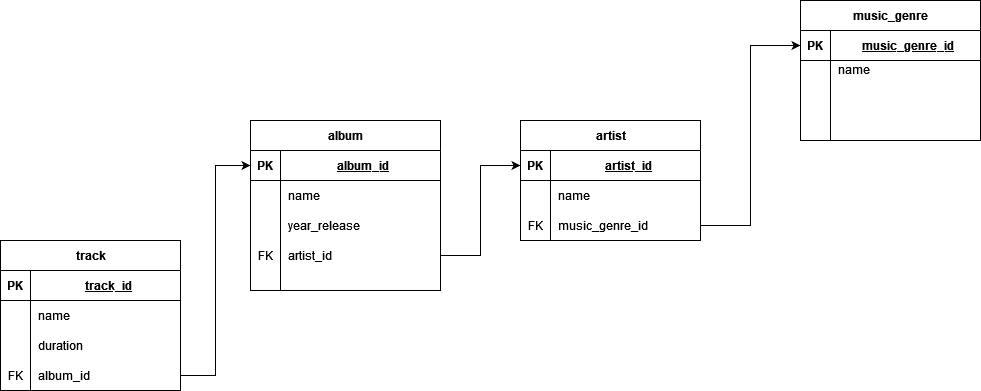 music_genre
PK music_genre_id
name
album
PK album_id
name
year_release
FK artist_id
artist
PK artist_id
name
FK music_genre_id
track
PK track_id
name
duration
FK album_id